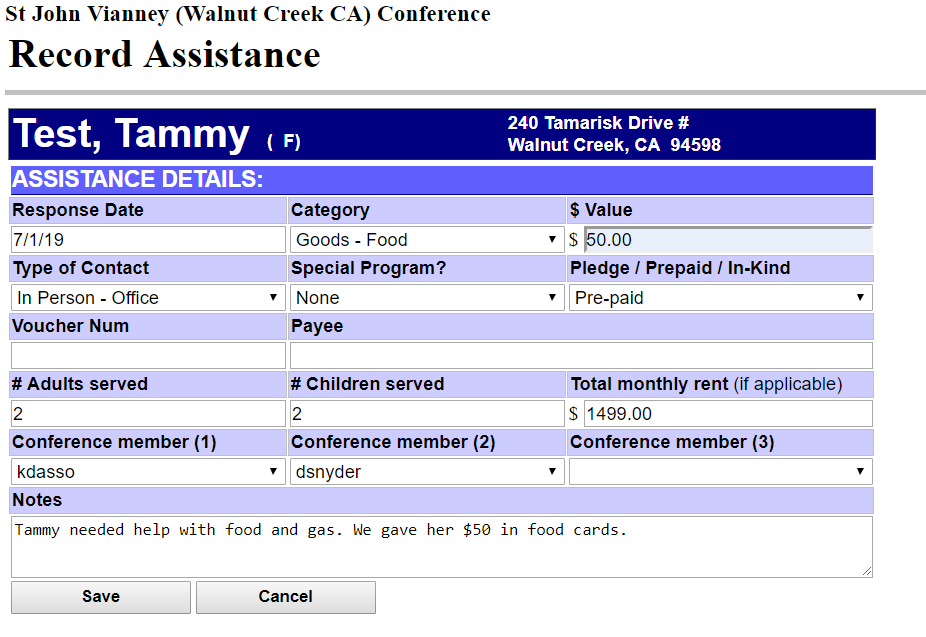 St John Vianney (Walnut Creek CA) Conference
Record Assistance
Test, Tammy ( F) 240 Tamarisk Drive #
Walnut Creek, CA 94598
ASSISTANCE DETAILS:
Response Date Category $ Value
7/1/19 Goods - Food $ 50.00
Type of Contact Special Program? Pledge / Prepaid / In-Kind
In Person - Office None Pre-paid
Voucher Num Payee
# Adults served # Children served Total monthly rent (if applicable)
2 2 $ 1499.00
Conference member (1) Conference member (2) Conference member (3)
kdasso dsnyder
Notes
Tammy needed help with food and gas. We gave her $50 in food cards.
Save Cancel